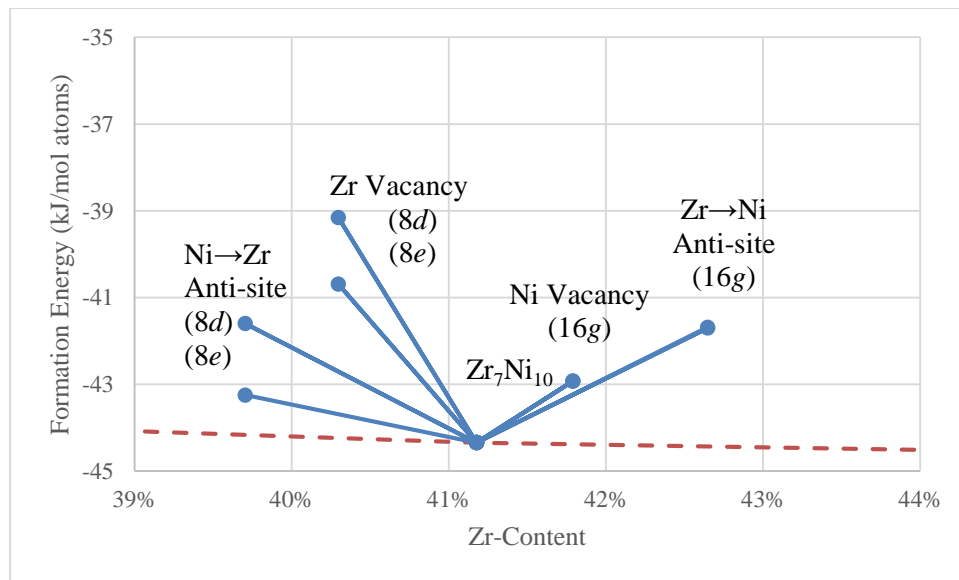 Formation Energy (kJ/mol atoms)
-35
-37
-39
-41
-43
-45
Zr Vacancy
(8d)
(8e)
Ni→Zr
Anti-site
(8d)
(8e)
Ni Vacancy
(16g)
Zr→Ni
Anti-site
(16g)
Zr₇Ni₁₀
39%
40%
41%
42%
43%
44%
Zr-Content